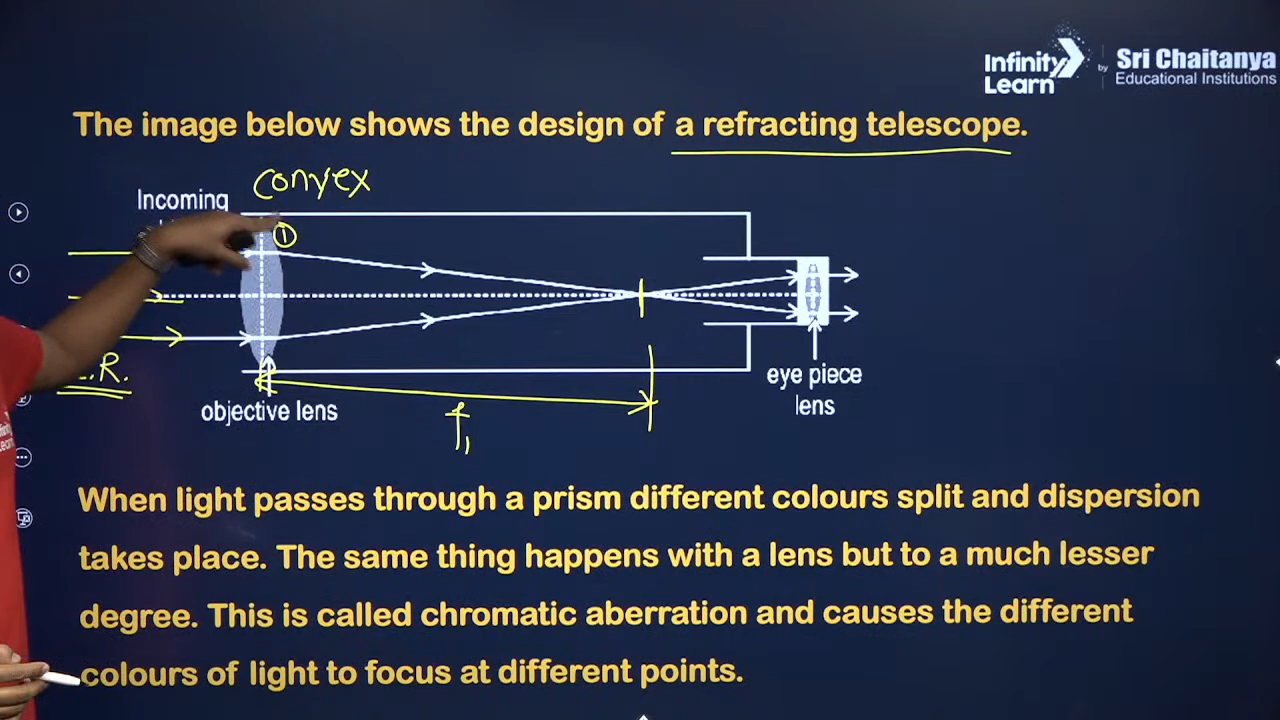 Infinity
Learn
by
Sri Chaitanya
Educational Institutions
The image below shows the design of a refracting telescope.
convex
Incoming
1
.R.
objective lens
f1
eye piece
lens
When light passes through a prism different colours split and dispersion
takes place. The same thing happens with a lens but to a much lesser
degree. This is called chromatic aberration and causes the different
colours of light to focus at different points.